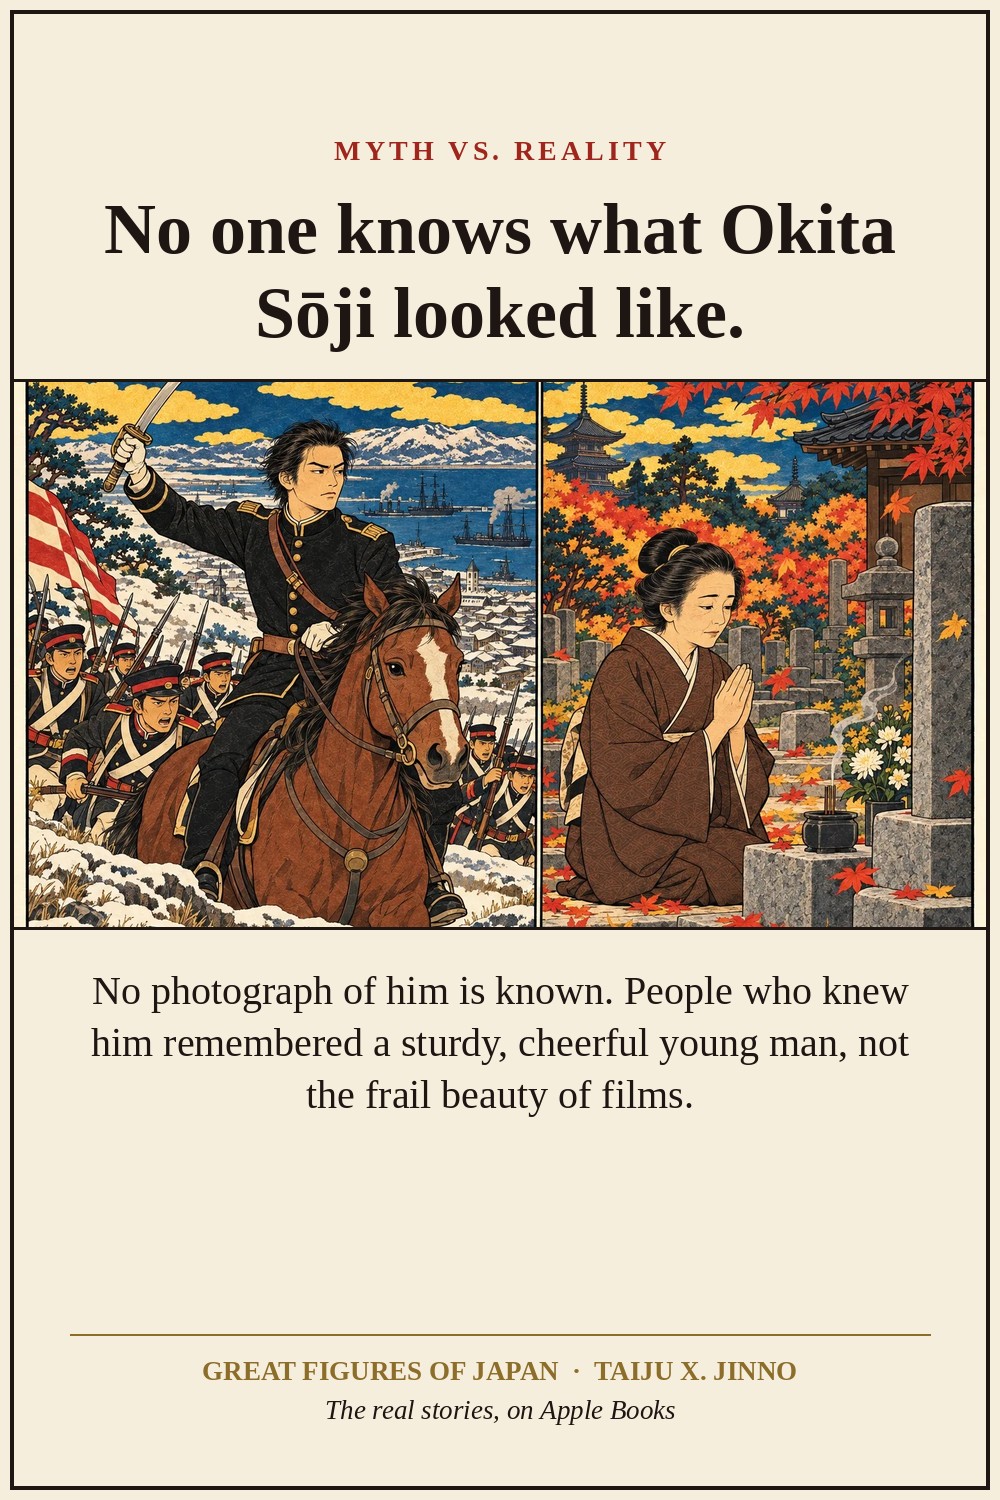 MYTH VS. REALITY
No one knows what Okita
Sōji looked like.
No photograph of him is known. People who knew
him remembered a sturdy, cheerful young man, not
the frail beauty of films.
GREAT FIGURES OF JAPAN · TAIJU X. JINNO
The real stories, on Apple Books